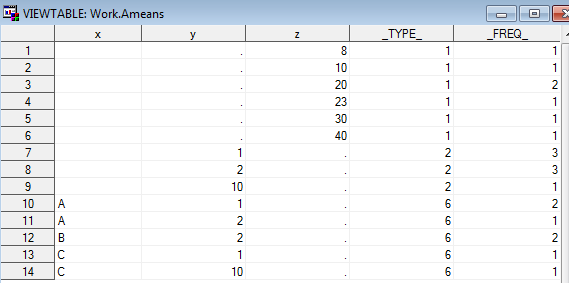 VIEWTABLE: Work.Ameans
x y z _TYPE_ _FREQ_
1 . 8 1 1
2 . 10 1 1
3 . 20 1 2
4 . 23 1 1
5 . 30 1 1
6 . 40 1 1
7 1 . 2 3
8 2 . 2 3
9 10 . 2 1
10 A 1 . 6 2
11 A 2 . 6 1
12 B 2 . 6 2
13 C 1 . 6 1
14 C 10 . 6 1